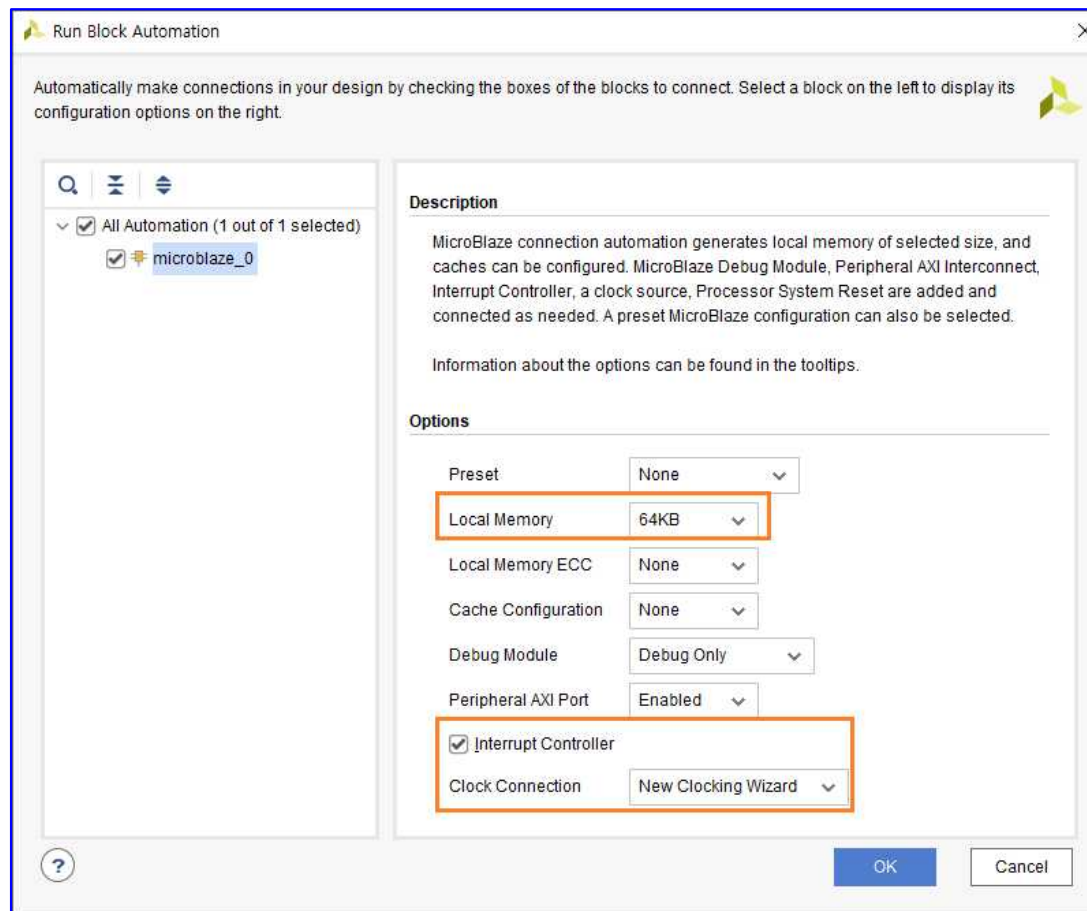 Run Block Automation
Automatically make connections in your design by checking the boxes of the blocks to connect. Select a block on the left to display its
configuration options on the right.
All Automation (1 out of 1 selected)
microblaze_0
Description
MicroBlaze connection automation generates local memory of selected size, and
caches can be configured. MicroBlaze Debug Module, Peripheral AXI Interconnect,
Interrupt Controller, a clock source, Processor System Reset are added and
connected as needed. A preset MicroBlaze configuration can also be selected.
Information about the options can be found in the tooltips.
Options
Preset None
Local Memory 64KB
Local Memory ECC None
Cache Configuration None
Debug Module Debug Only
Peripheral AXI Port Enabled
Interrupt Controller
Clock Connection New Clocking Wizard
? OK Cancel